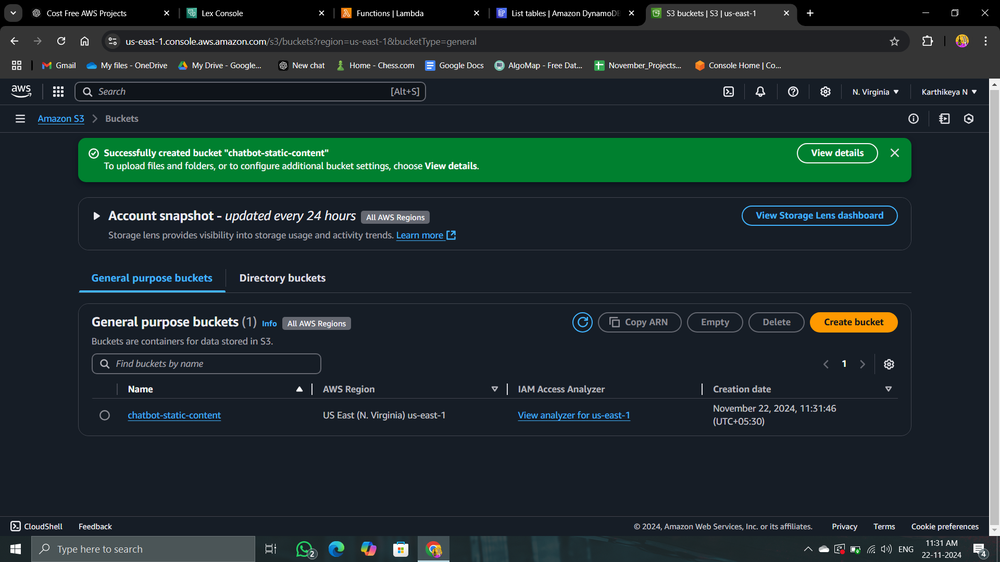 Cost Free AWS Projects
Lex Console
Functions | Lambda
List tables | Amazon DynamoDB
S3 buckets | S3 | us-east-1
us-east-1.console.aws.amazon.com/s3/buckets?region=us-east-1&bucketType=general
Gmail
My files - OneDrive
My Drive - Google...
New chat
Home - Chess.com
Google Docs
AlgoMap - Free Dat...
November_Projects...
Console Home | Co...
aws
Search
[Alt+S]
N. Virginia
Karthikeya N
Amazon S3
Buckets
Successfully created bucket "chatbot-static-content"
To upload files and folders, or to configure additional bucket settings, choose View details.
View details
Account snapshot - updated every 24 hours
All AWS Regions
View Storage Lens dashboard
Storage lens provides visibility into storage usage and activity trends. Learn more
General purpose buckets
Directory buckets
General purpose buckets (1)
Info
All AWS Regions
Copy ARN
Empty
Delete
Create bucket
Buckets are containers for data stored in S3.
Find buckets by name
1
Name
AWS Region
IAM Access Analyzer
Creation date
chatbot-static-content
US East (N. Virginia) us-east-1
View analyzer for us-east-1
November 22, 2024, 11:31:46
(UTC+05:30)
CloudShell
Feedback
© 2024, Amazon Web Services, Inc. or its affiliates.
Privacy
Terms
Cookie preferences
Type here to search
2
ENG
11:31 AM
22-11-2024
4